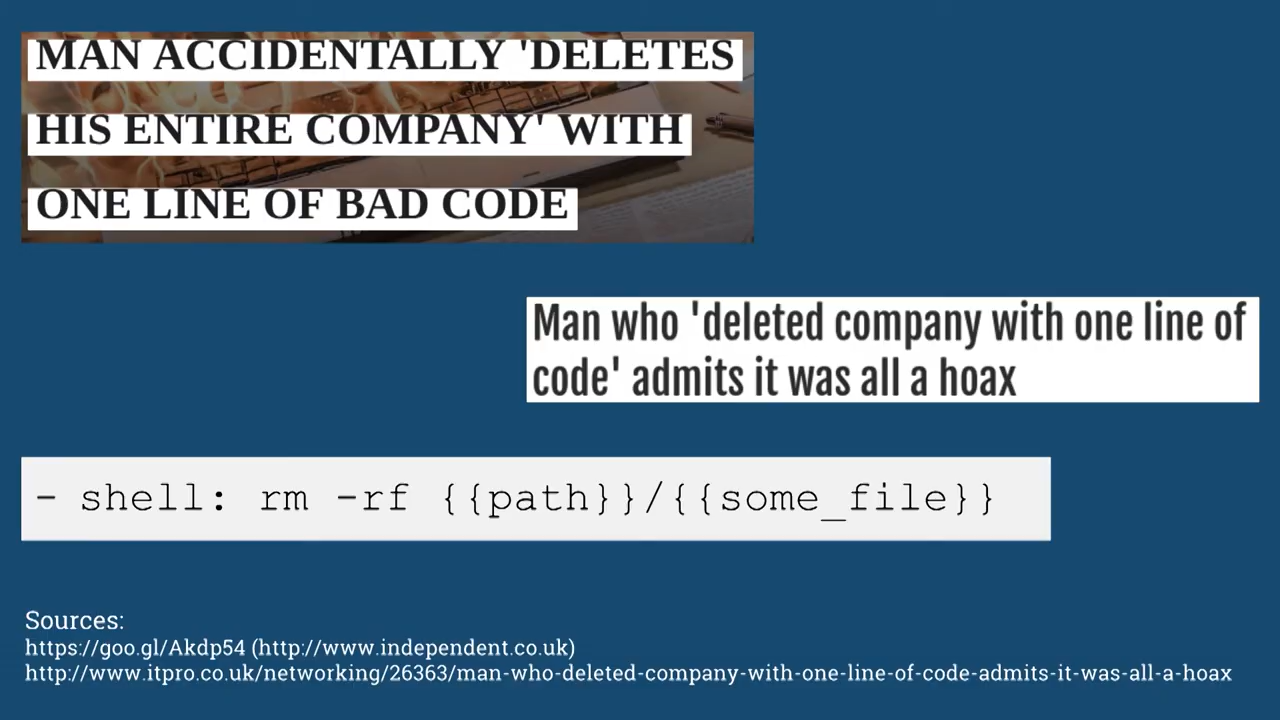 MAN ACCIDENTALLY 'DELETES
HIS ENTIRE COMPANY' WITH
ONE LINE OF BAD CODE
Man who 'deleted company with one line of
code' admits it was all a hoax
- shell: rm -rf {{path}}/{{some_file}}
Sources:
https://goo.gl/Akdp54 (http://www.independent.co.uk)
http://www.itpro.co.uk/networking/26363/man-who-deleted-company-with-one-line-of-code-admits-it-was-all-a-hoax